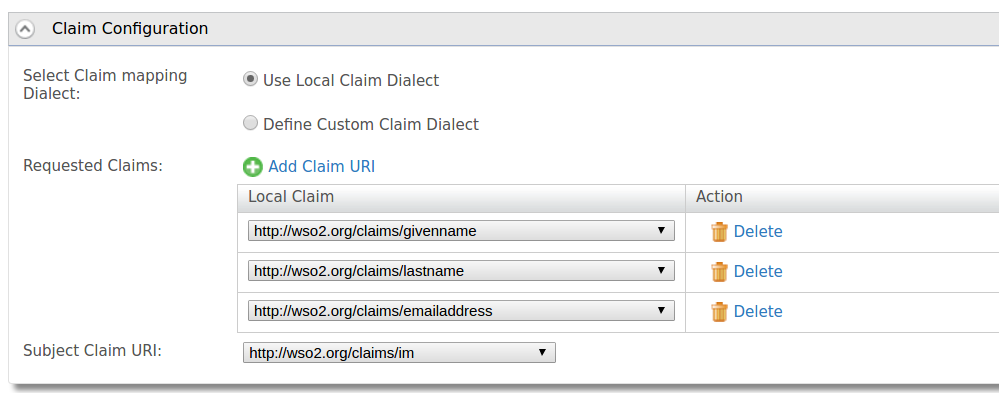 Claim Configuration
Select Claim mapping
Dialect:
Use Local Claim Dialect
Define Custom Claim Dialect
Requested Claims:
Add Claim URI
Local Claim
Action
http://wso2.org/claims/givenname
Delete
http://wso2.org/claims/lastname
Delete
http://wso2.org/claims/emailaddress
Delete
Subject Claim URI:
http://wso2.org/claims/im